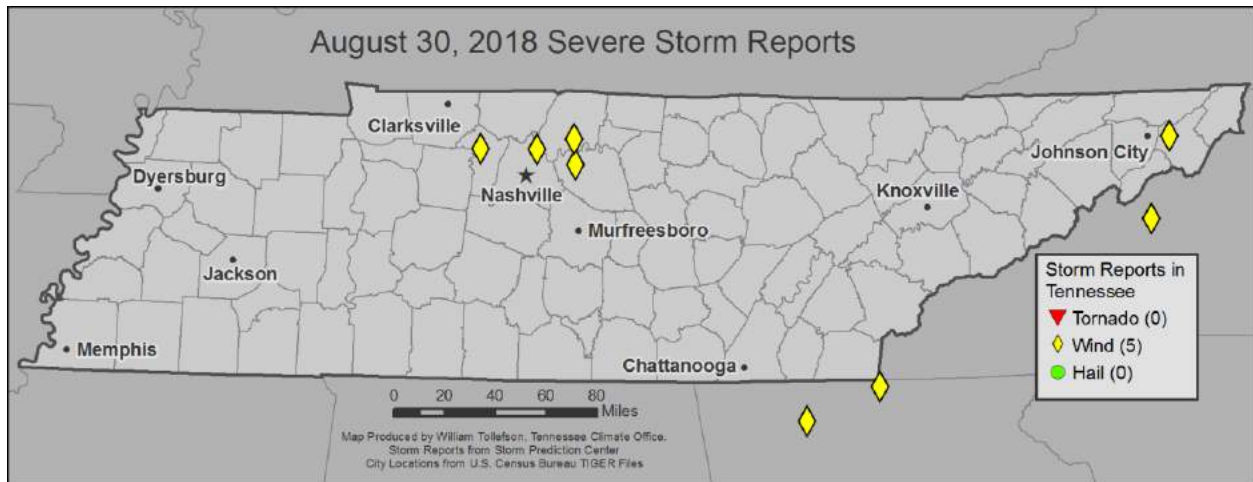 August 30, 2018 Severe Storm Reports
Clarksville
Johnson City
Dyersburg
Nashville
Knoxville
Murfreesboro
Jackson
Storm Reports in
Tennessee
Tornado (0)
Wind (5)
Hail (0)
Memphis
Chattanooga
0 20 40 60 80
Miles
Map Produced by William Tollefson, Tennessee Climate Office.
Storm Reports from Storm Prediction Center
City Locations from U.S. Census Bureau TIGER Files